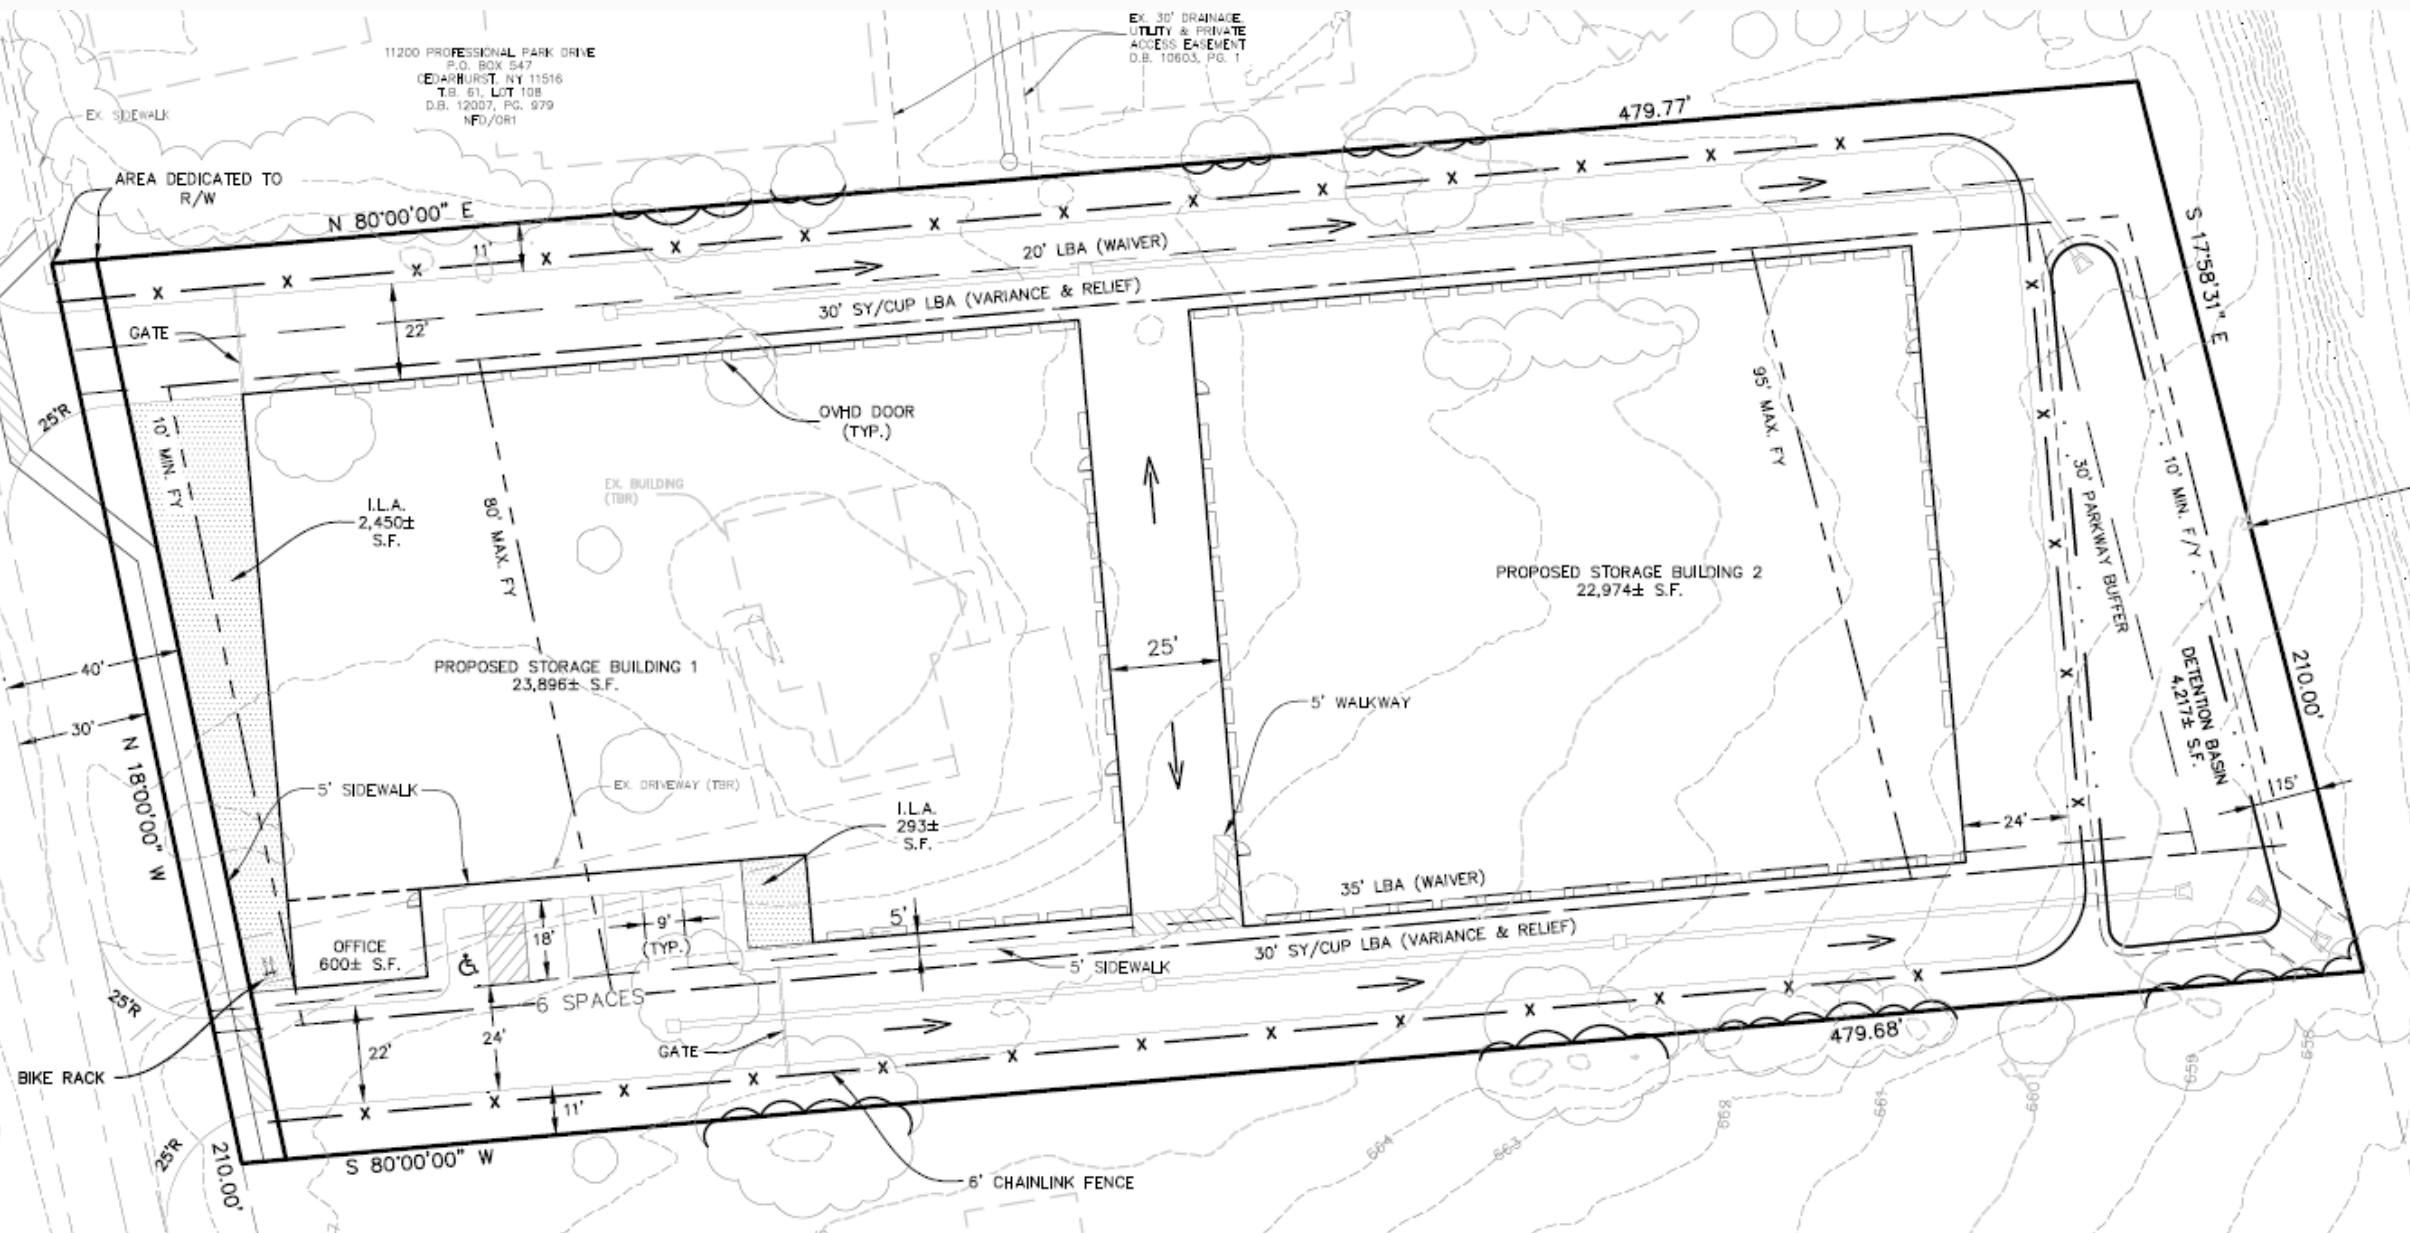 11200 PROFESSIONAL PARK DRIVE
P.O. BOX 547
CEDARHURST, NY 11516
T.B. 61, LOT 108
D.B. 12007, PG. 979
NFD/OR1
EX. 30' DRAINAGE,
UTILITY & PRIVATE
ACCESS EASEMENT
D.B. 10603, PG. 1
EX. SIDEWALK
AREA DEDICATED TO
R/W
N 80°00'00" E
479.77'
11'
20' LBA (WAIVER)
30' SY/CUP LBA (VARIANCE & RELIEF)
S 17°58'31" E
210.00'
GATE
22'
25'R
10' MIN. FY
OVHD DOOR
(TYP.)
I.L.A.
2,450±
S.F.
80' MAX. FY
EX. BUILDING
(TBR)
95' MAX. FY
30' PARKWAY BUFFER
10' MIN. F/Y
PROPOSED STORAGE BUILDING 1
23,896± S.F.
PROPOSED STORAGE BUILDING 2
22,974± S.F.
25'
40'
30'
N 18°00'00" W
210.00'
5' WALKWAY
DETENTION BASIN
4,217± S.F.
15'
5' SIDEWALK
EX. DRIVEWAY (TBR)
I.L.A.
293±
S.F.
24'
35' LBA (WAIVER)
30' SY/CUP LBA (VARIANCE & RELIEF)
OFFICE
600± S.F.
18'
9'
(TYP.)
5'
5' SIDEWALK
6 SPACES
25'R
22'
24'
GATE
BIKE RACK
11'
25'R
S 80°00'00" W
479.68'
6' CHAINLINK FENCE
664
663
662
661
660
659
658